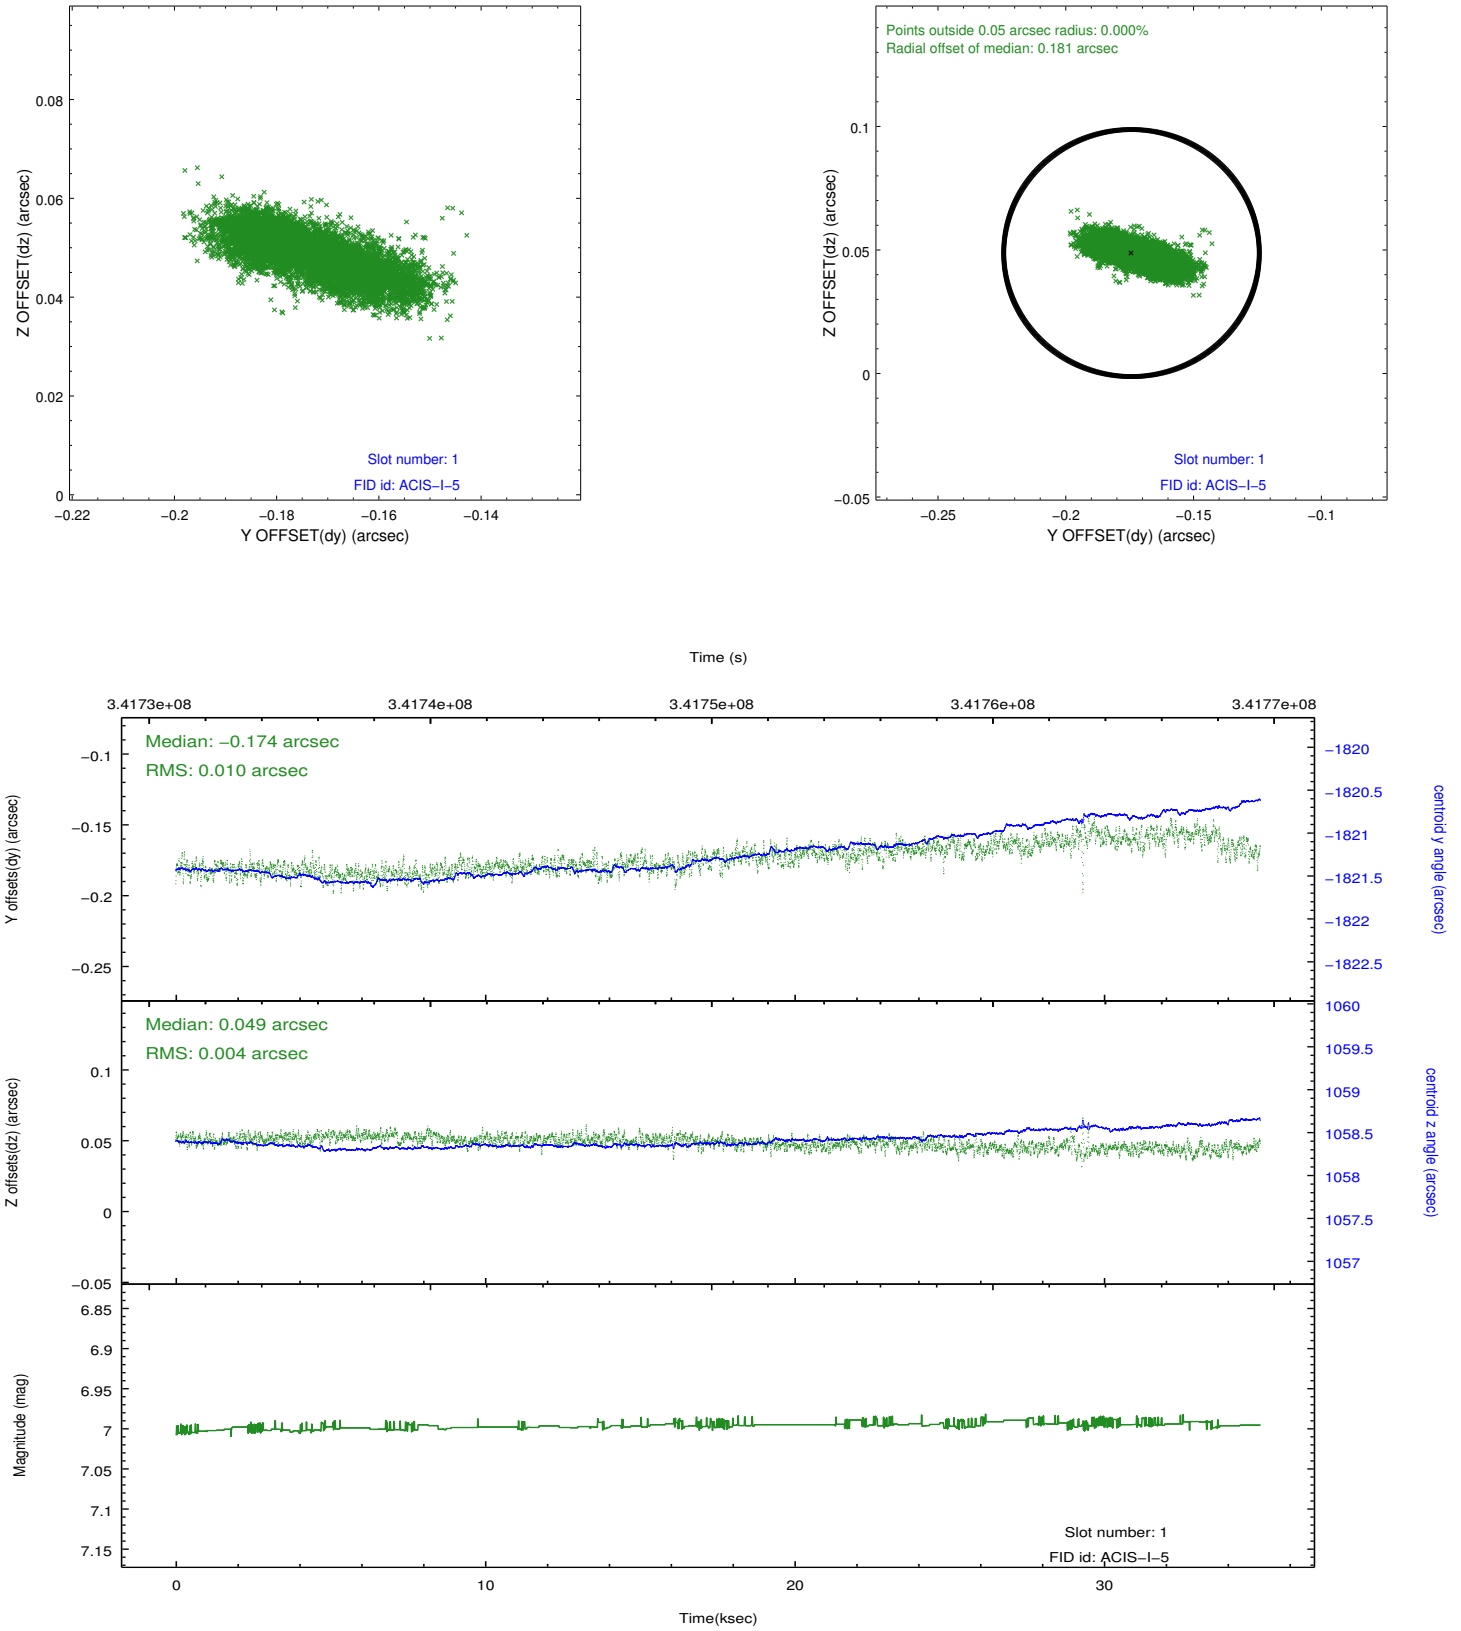 0.08
0.06
0.04
0.02
0
−0.22
−0.2
−0.18
−0.16
−0.14
Z OFFSET(dz) (arcsec)
Y OFFSET(dy) (arcsec)
Slot number: 1
FID id: ACIS−I−5
Points outside 0.05 arcsec radius: 0.000%
Radial offset of median: 0.181 arcsec
0.1
0.05
0
−0.05
−0.25
−0.2
−0.15
−0.1
Z OFFSET(dz) (arcsec)
Y OFFSET(dy) (arcsec)
Slot number: 1
FID id: ACIS−I−5
Time (s)
3.4173e+08
3.4174e+08
3.4175e+08
3.4176e+08
3.4177e+08
Median: −0.174 arcsec
RMS: 0.010 arcsec
−0.1
−0.15
−0.2
−0.25
Y offsets(dy) (arcsec)
−1820
−1820.5
−1821
−1821.5
−1822
−1822.5
centroid y angle (arcsec)
Median: 0.049 arcsec
RMS: 0.004 arcsec
0.1
0.05
0
−0.05
Z offsets(dz) (arcsec)
1060
1059.5
1059
1058.5
1058
1057.5
1057
centroid z angle (arcsec)
6.85
6.9
6.95
7
7.05
7.1
7.15
Magnitude (mag)
Slot number: 1
FID id: ACIS−I−5
0
10
20
30
Time(ksec)